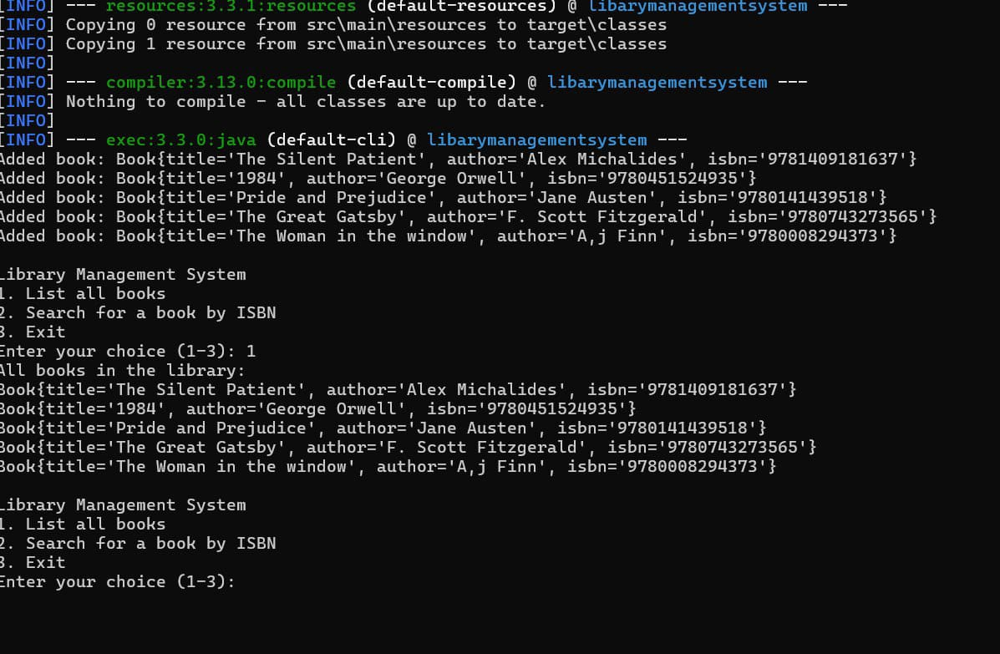 [INFO] --- resources:3.3.1:resources (default-resources) @ libarymanagementsystem ---
[INFO] Copying 0 resource from src\main\resources to target\classes
[INFO] Copying 1 resource from src\main\resources to target\classes
[INFO]
[INFO] --- compiler:3.13.0:compile (default-compile) @ libarymanagementsystem ---
[INFO] Nothing to compile - all classes are up to date.
[INFO]
[INFO] --- exec:3.3.0:java (default-cli) @ libarymanagementsystem ---
Added book: Book{title='The Silent Patient', author='Alex Michalides', isbn='9781409181637'}
Added book: Book{title='1984', author='George Orwell', isbn='9780451524935'}
Added book: Book{title='Pride and Prejudice', author='Jane Austen', isbn='9780141439518'}
Added book: Book{title='The Great Gatsby', author='F. Scott Fitzgerald', isbn='9780743273565'}
Added book: Book{title='The Woman in the window', author='A,j Finn', isbn='9780008294373'}
Library Management System
1. List all books
2. Search for a book by ISBN
3. Exit
Enter your choice (1-3): 1
All books in the library:
Book{title='The Silent Patient', author='Alex Michalides', isbn='9781409181637'}
Book{title='1984', author='George Orwell', isbn='9780451524935'}
Book{title='Pride and Prejudice', author='Jane Austen', isbn='9780141439518'}
Book{title='The Great Gatsby', author='F. Scott Fitzgerald', isbn='9780743273565'}
Book{title='The Woman in the window', author='A,j Finn', isbn='9780008294373'}
Library Management System
1. List all books
2. Search for a book by ISBN
3. Exit
Enter your choice (1-3):